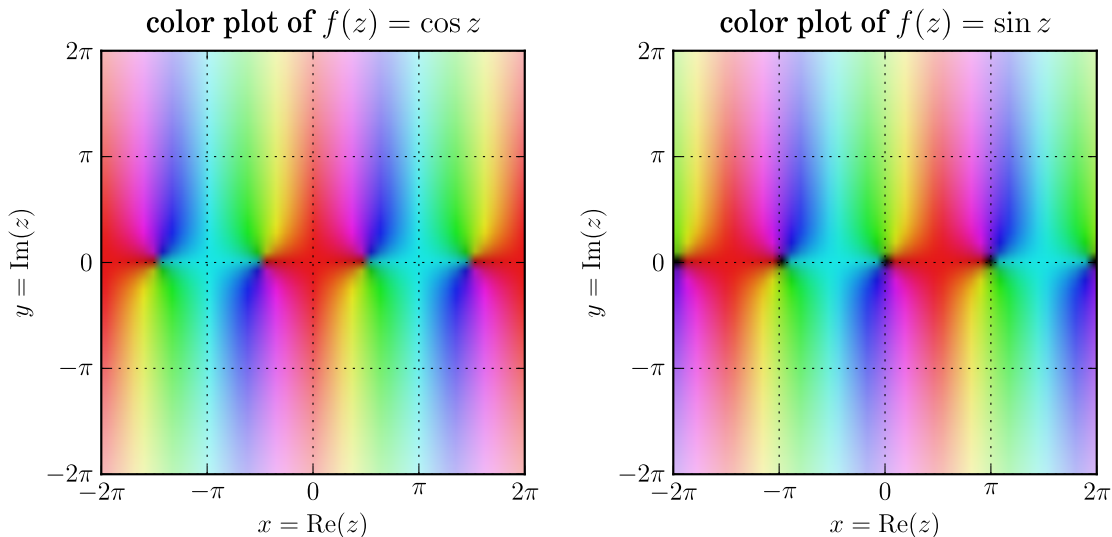 color plot of f(z) = cos z
2π
π
0
−π
−2π
y = Im(z)
−2π
−π
0
π
2π
x = Re(z)
color plot of f(z) = sin z
2π
π
0
−π
−2π
y = Im(z)
−2π
−π
0
π
2π
x = Re(z)